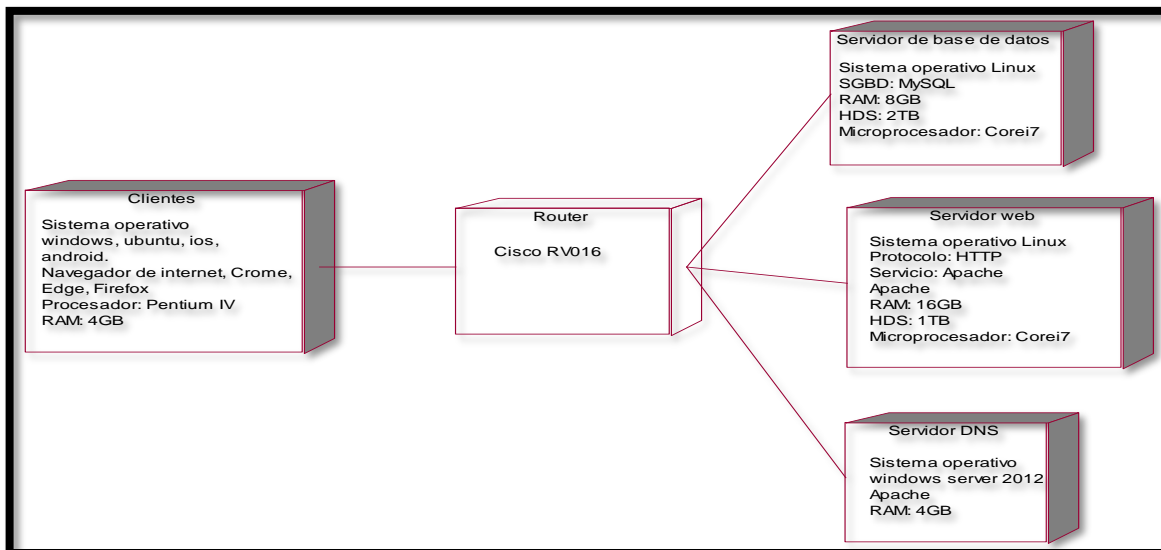 Servidor de base de datos
Sistema operativo Linux
SGBD: MySQL
RAM: 8GB
HDS: 2TB
Microprocesador: Corei7
Clientes
Sistema operativo
windows, ubuntu, ios,
android.
Navegador de internet, Crome,
Edge, Firefox
Procesador: Pentium IV
RAM: 4GB
Router
Cisco RV016
Servidor web
Sistema operativo Linux
Protocolo: HTTP
Servicio: Apache
Apache
RAM: 16GB
HDS: 1TB
Microprocesador: Corei7
Servidor DNS
Sistema operativo
windows server 2012
Apache
RAM: 4GB